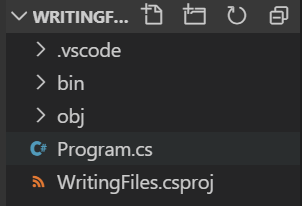 WRITINGF...
.vscode
bin
obj
C# Program.cs
WritingFiles.csproj